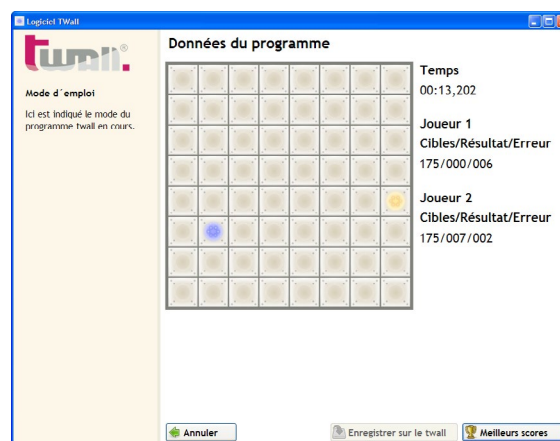 Logiciel TWall
twall®
Mode d´emploi
Ici est indiqué le mode du
programme twall en cours.
Données du programme
Temps
00:13,202
Joueur 1
Cibles/Résultat/Erreur
175/000/006
Joueur 2
Cibles/Résultat/Erreur
175/007/002
Annuler
Enregistrer sur le twall
Meilleurs scores